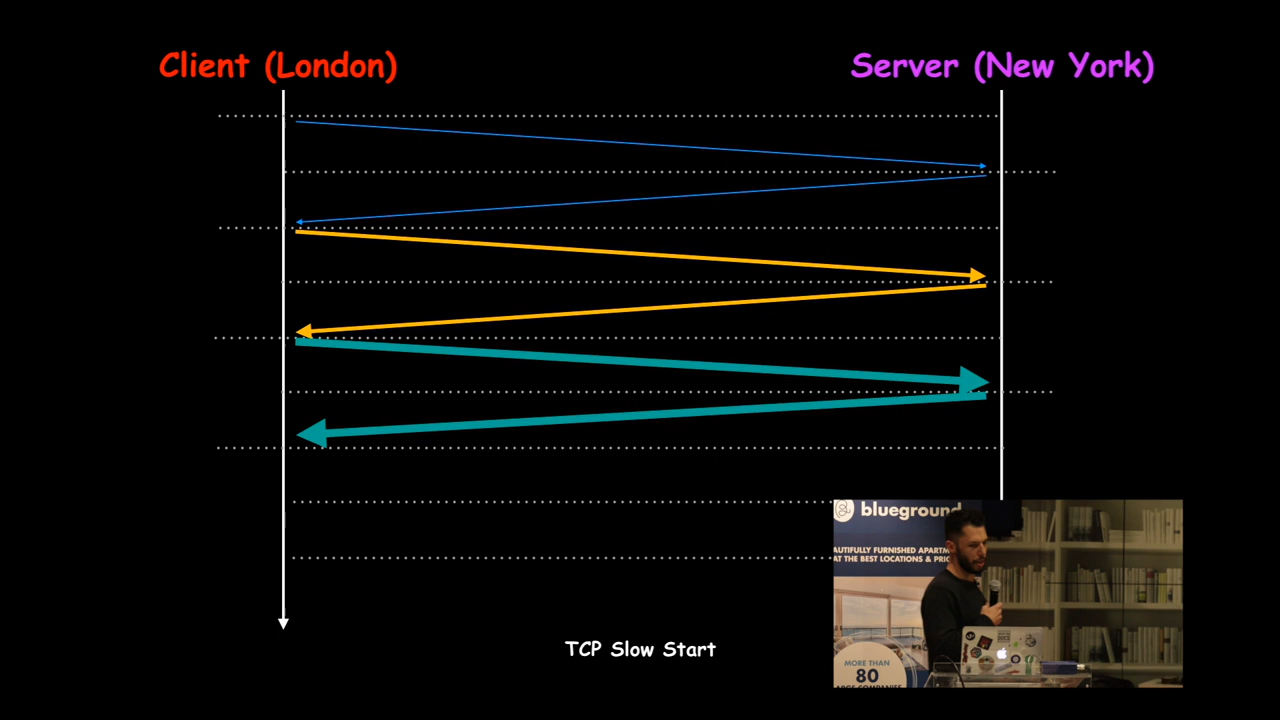 Client (London)
Server (New York)
blueground
AUTIFULLY FURNISHED APARTM
AT THE BEST LOCATIONS & PRIC
MORE THAN
80
TCP Slow Start